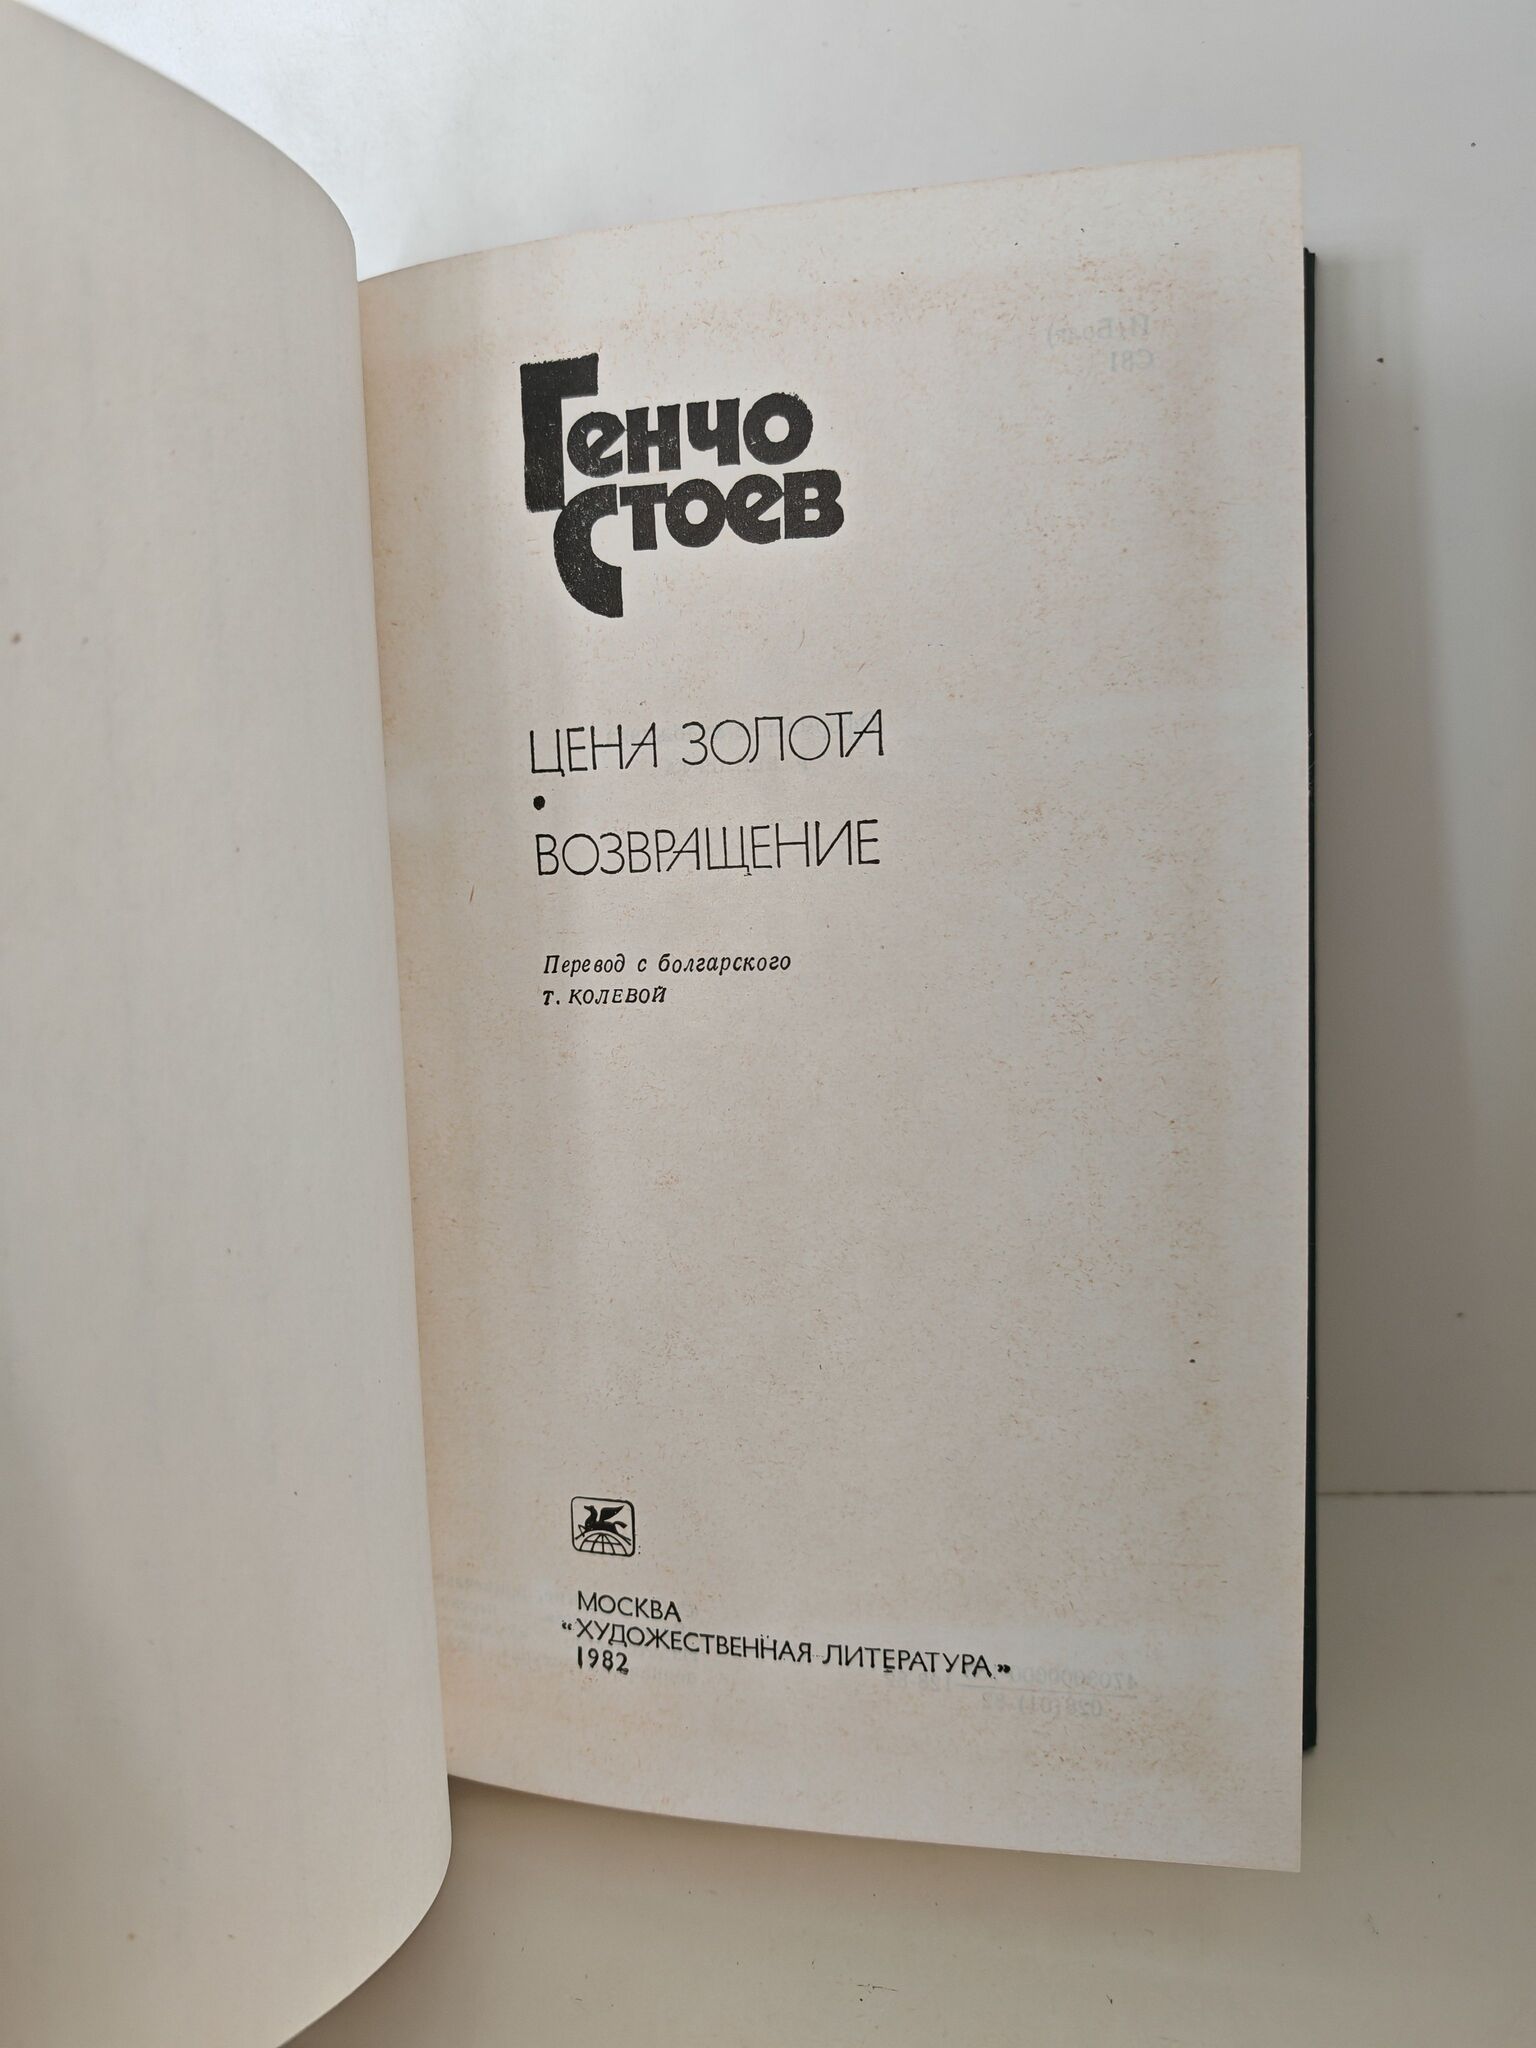 Генчо
Стоев
ЦЕНА ЗОЛОТА
•
ВОЗВРАЩЕНИЕ
Перевод с болгарского
Т. КОЛЕВОЙ
МОСКВА
“ХУДОЖЕСТВЕННАЯ ЛИТЕРАТУРА”
1982